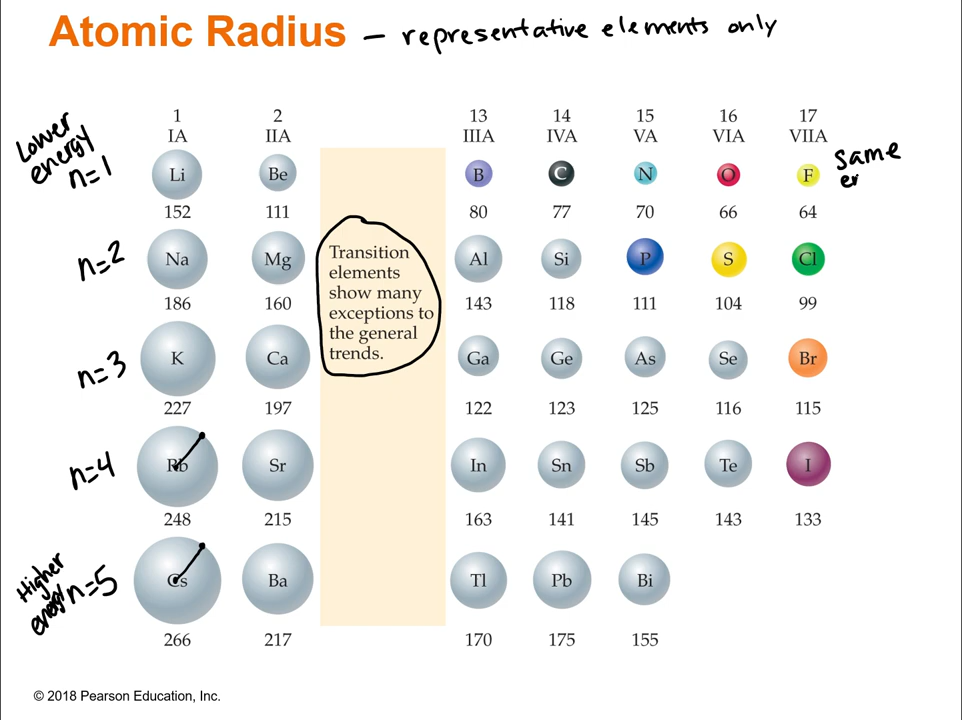 Atomic Radius – representative elements only
1 2 13 14 15 16 17
IA IIA IIIA IVA VA VIA VIIA
Lower energy n=1
Li Be B C N O F
same
en
152 111 80 77 70 66 64
n=2
Na Mg Al Si P S Cl
Transition
elements
show many
exceptions to
the general
trends.
186 160 143 118 111 104 99
n=3
K Ca Ga Ge As Se Br
227 197 122 123 125 116 115
n=4
Rb Sr In Sn Sb Te I
248 215 163 141 145 143 133
Higher energy n=5
Cs Ba Tl Pb Bi
266 217 170 175 155
© 2018 Pearson Education, Inc.